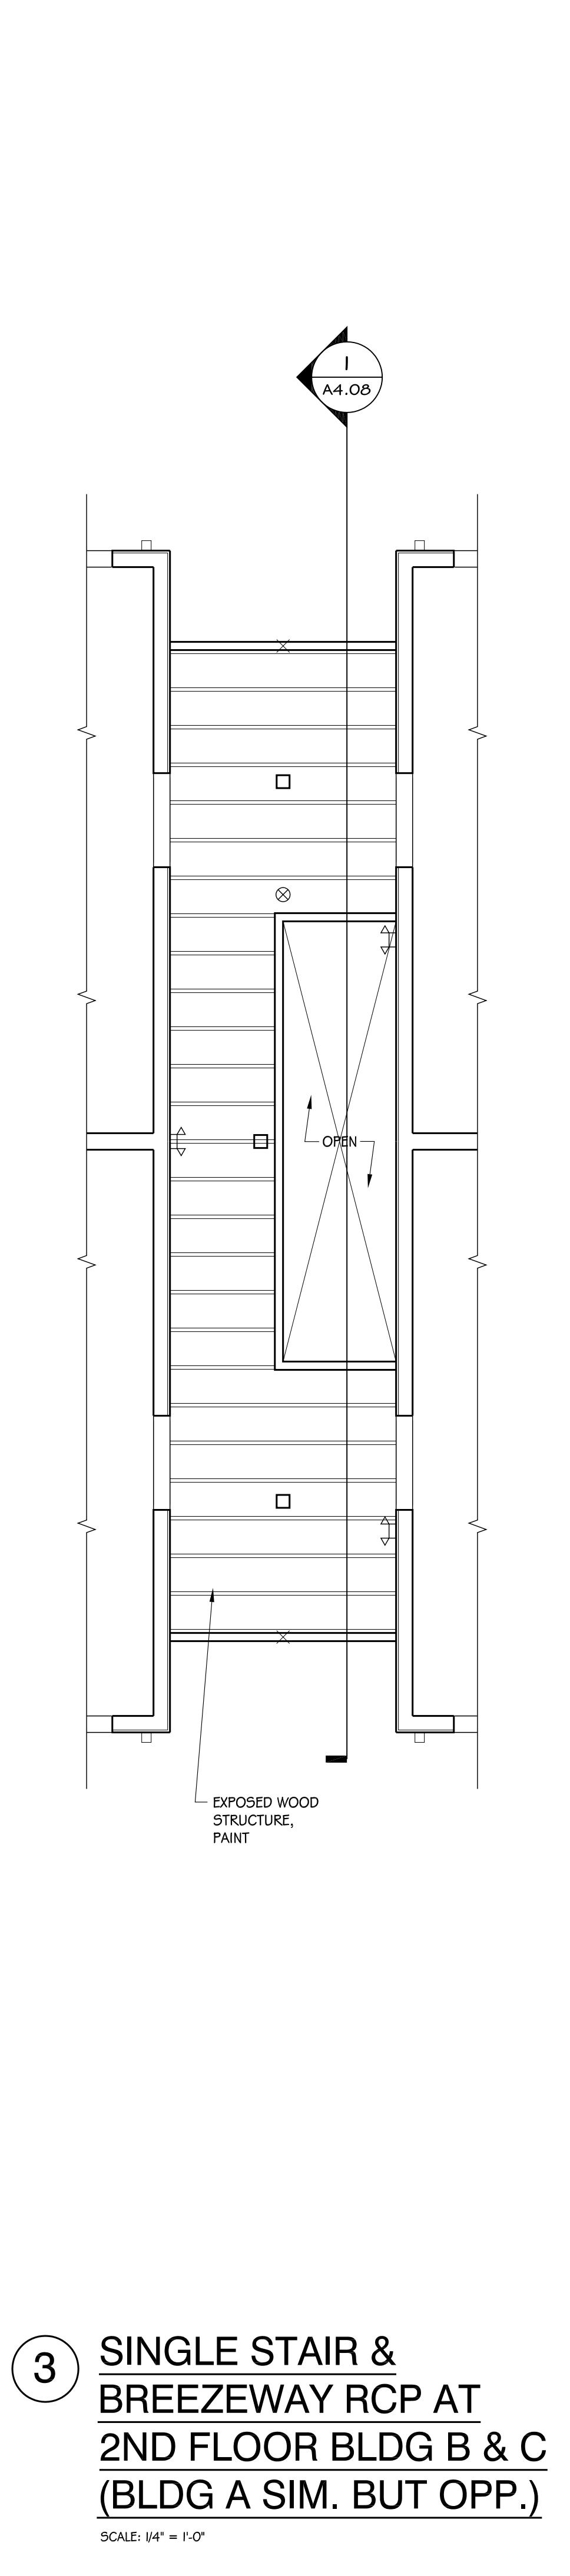 1
A4.08
OPEN
EXPOSED WOOD
STRUCTURE,
PAINT
3
SINGLE STAIR &
BREEZEWAY RCP AT
2ND FLOOR BLDG B & C
(BLDG A SIM. BUT OPP.)
SCALE: 1/4" = 1'-0"